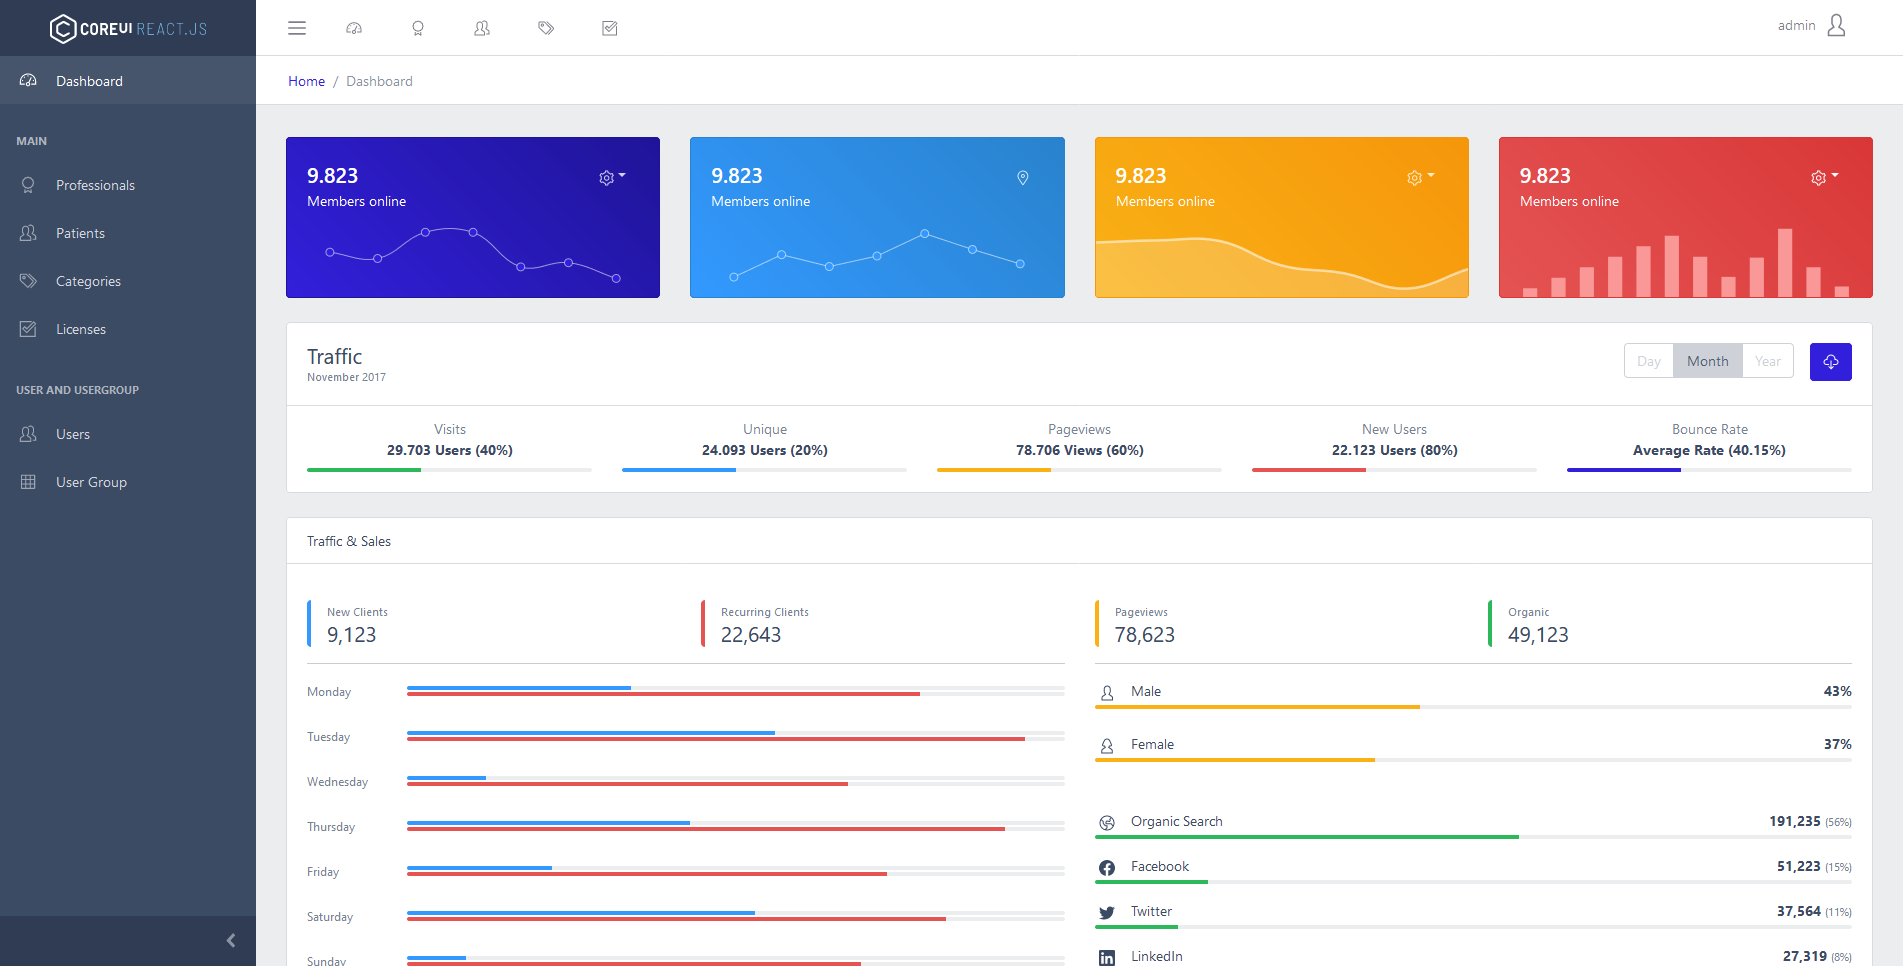 COREUI REACT.JS
admin
Dashboard
Home / Dashboard
MAIN
Professionals
Patients
Categories
Licenses
USER AND USERGROUP
Users
User Group
9.823
Members online
9.823
Members online
9.823
Members online
9.823
Members online
Traffic
November 2017
Day Month Year
Visits
29.703 Users (40%)
Unique
24.093 Users (20%)
Pageviews
78.706 Views (60%)
New Users
22.123 Users (80%)
Bounce Rate
Average Rate (40.15%)
Traffic & Sales
New Clients
9,123
Recurring Clients
22,643
Pageviews
78,623
Organic
49,123
Monday
Tuesday
Wednesday
Thursday
Friday
Saturday
Sunday
Male 43%
Female 37%
Organic Search 191,235 (56%)
Facebook 51,223 (15%)
Twitter 37,564 (11%)
LinkedIn 27,319 (8%)